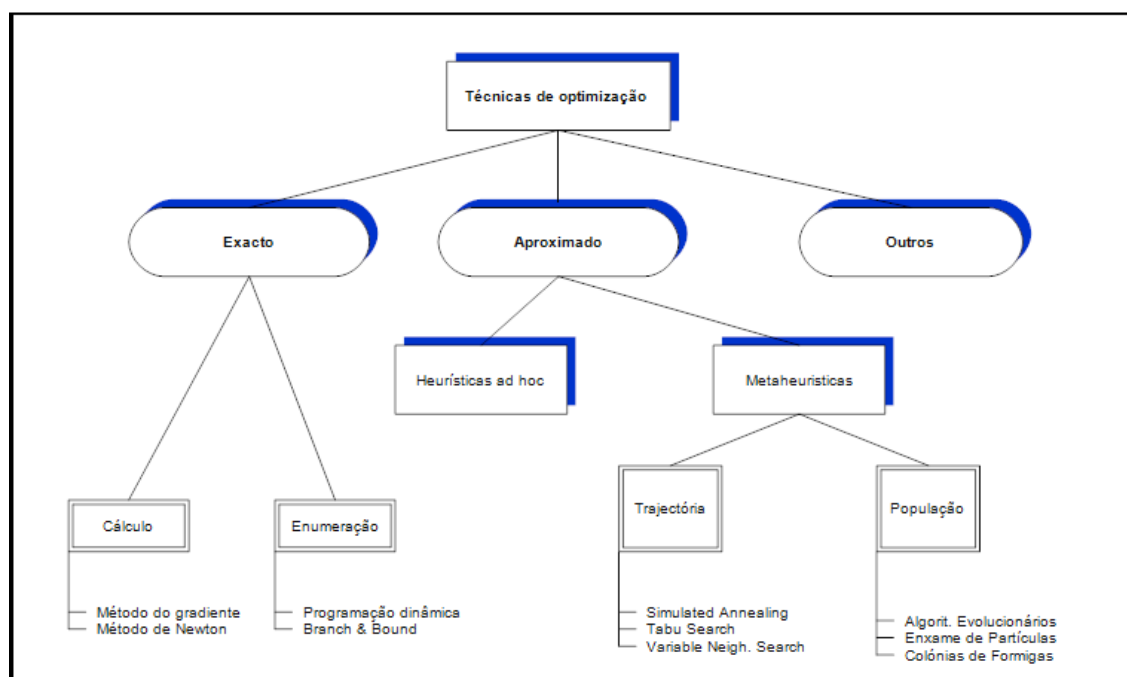 Técnicas de optimização
Exacto
Aproximado
Outros
Heurísticas ad hoc
Metaheuristicas
Cálculo
Enumeração
Trajectória
População
Método do gradiente
Método de Newton
Programação dinâmica
Branch & Bound
Simulated Annealing
Tabu Search
Variable Neigh. Search
Algorit. Evolucionários
Enxame de Partículas
Colónias de Formigas